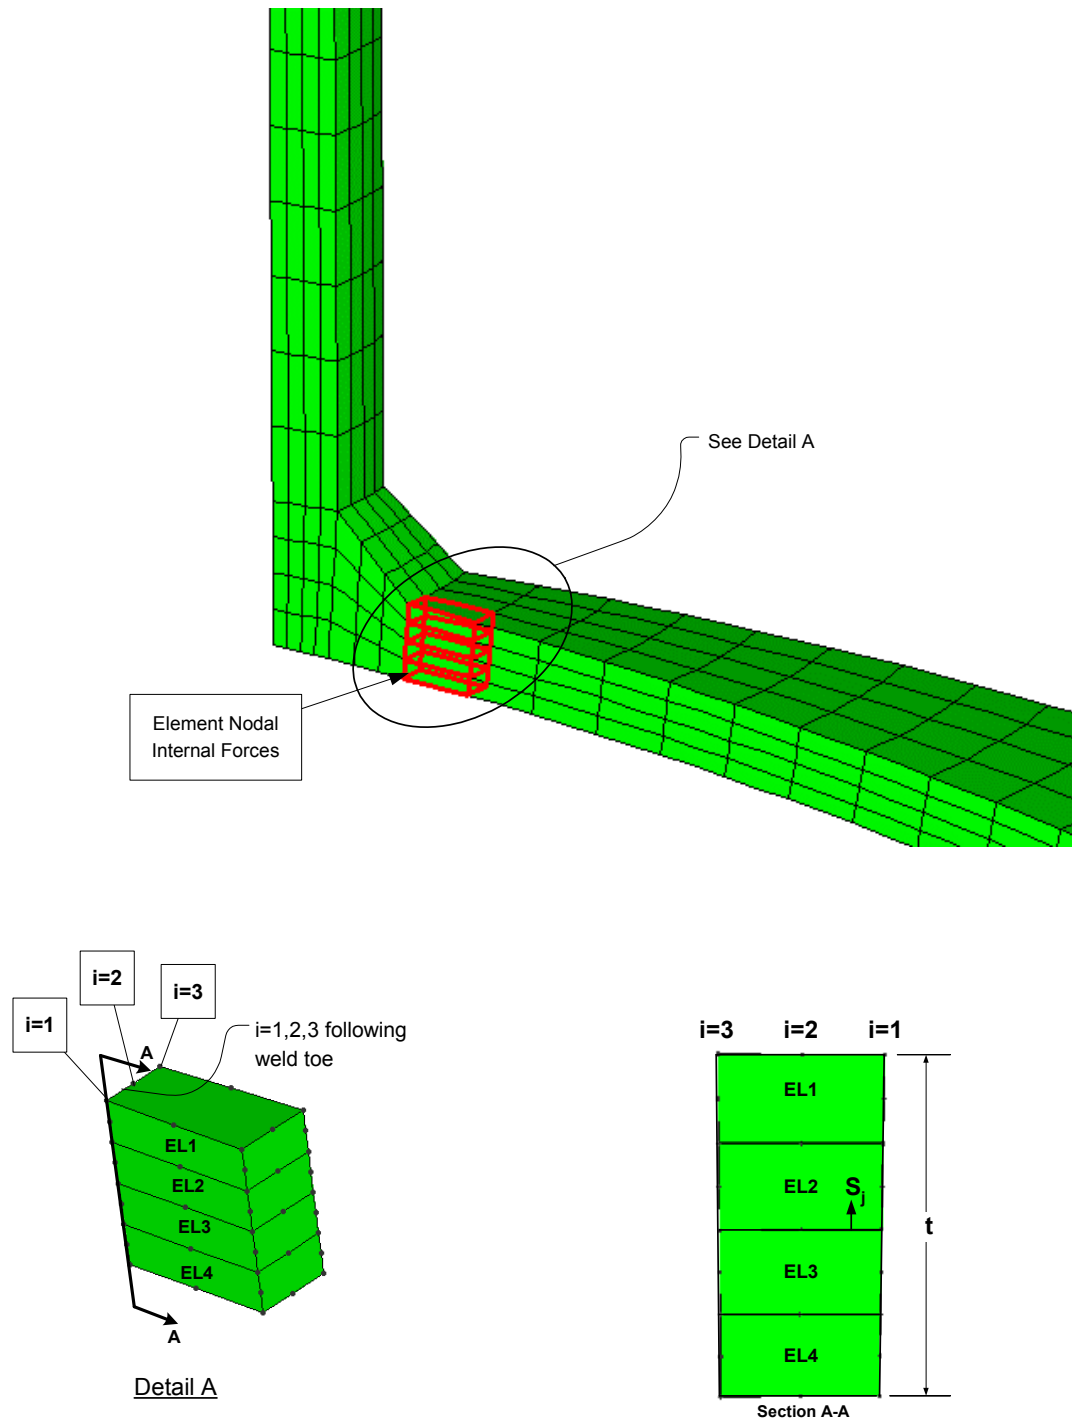 See Detail A
Element Nodal
Internal Forces
i=1
i=2
i=3
i=1,2,3 following
weld toe
A
EL1
EL2
EL3
EL4
A
Detail A
i=3 i=2 i=1
EL1
EL2
Sj
t
EL3
EL4
Section A-A